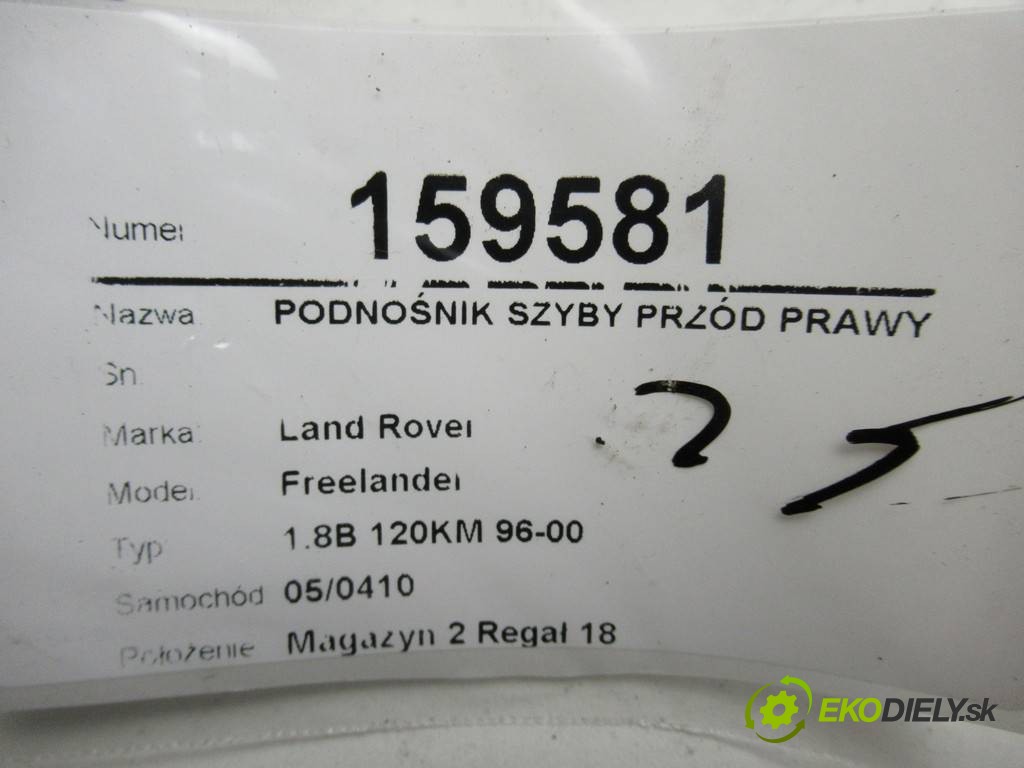 Numer 159581
Nazwa PODNOŚNIK SZYBY PRZÓD PRAWY
Sn
Marka Land Rover
Model Freelander
Typ 1.8B 120KM 96-00
Samochód 05/0410
Położenie Magazyn 2 Regał 18
25
EKODIELY.sk